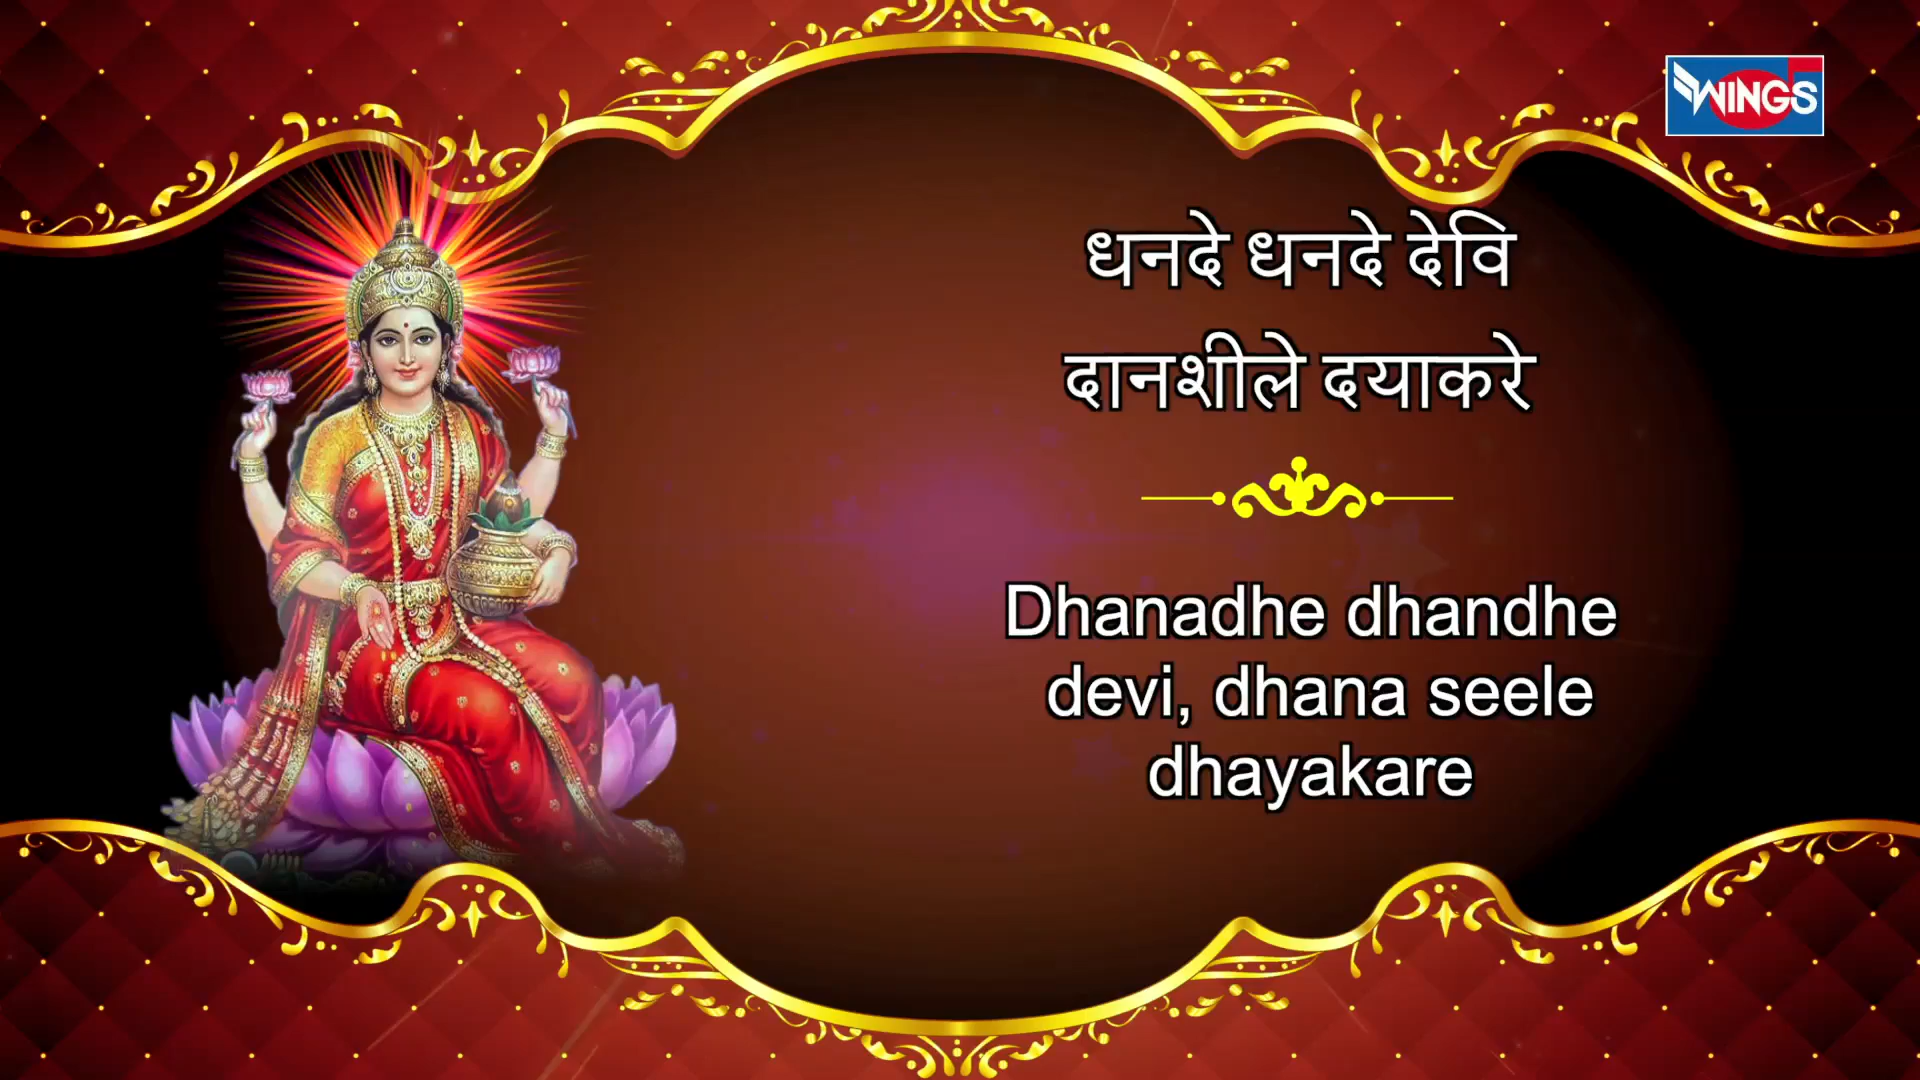 WINGS
धनदे धनदे देवि
दानशीले दयाकरे
Dhanadhe dhandhe
devi, dhana seele
dhayakare